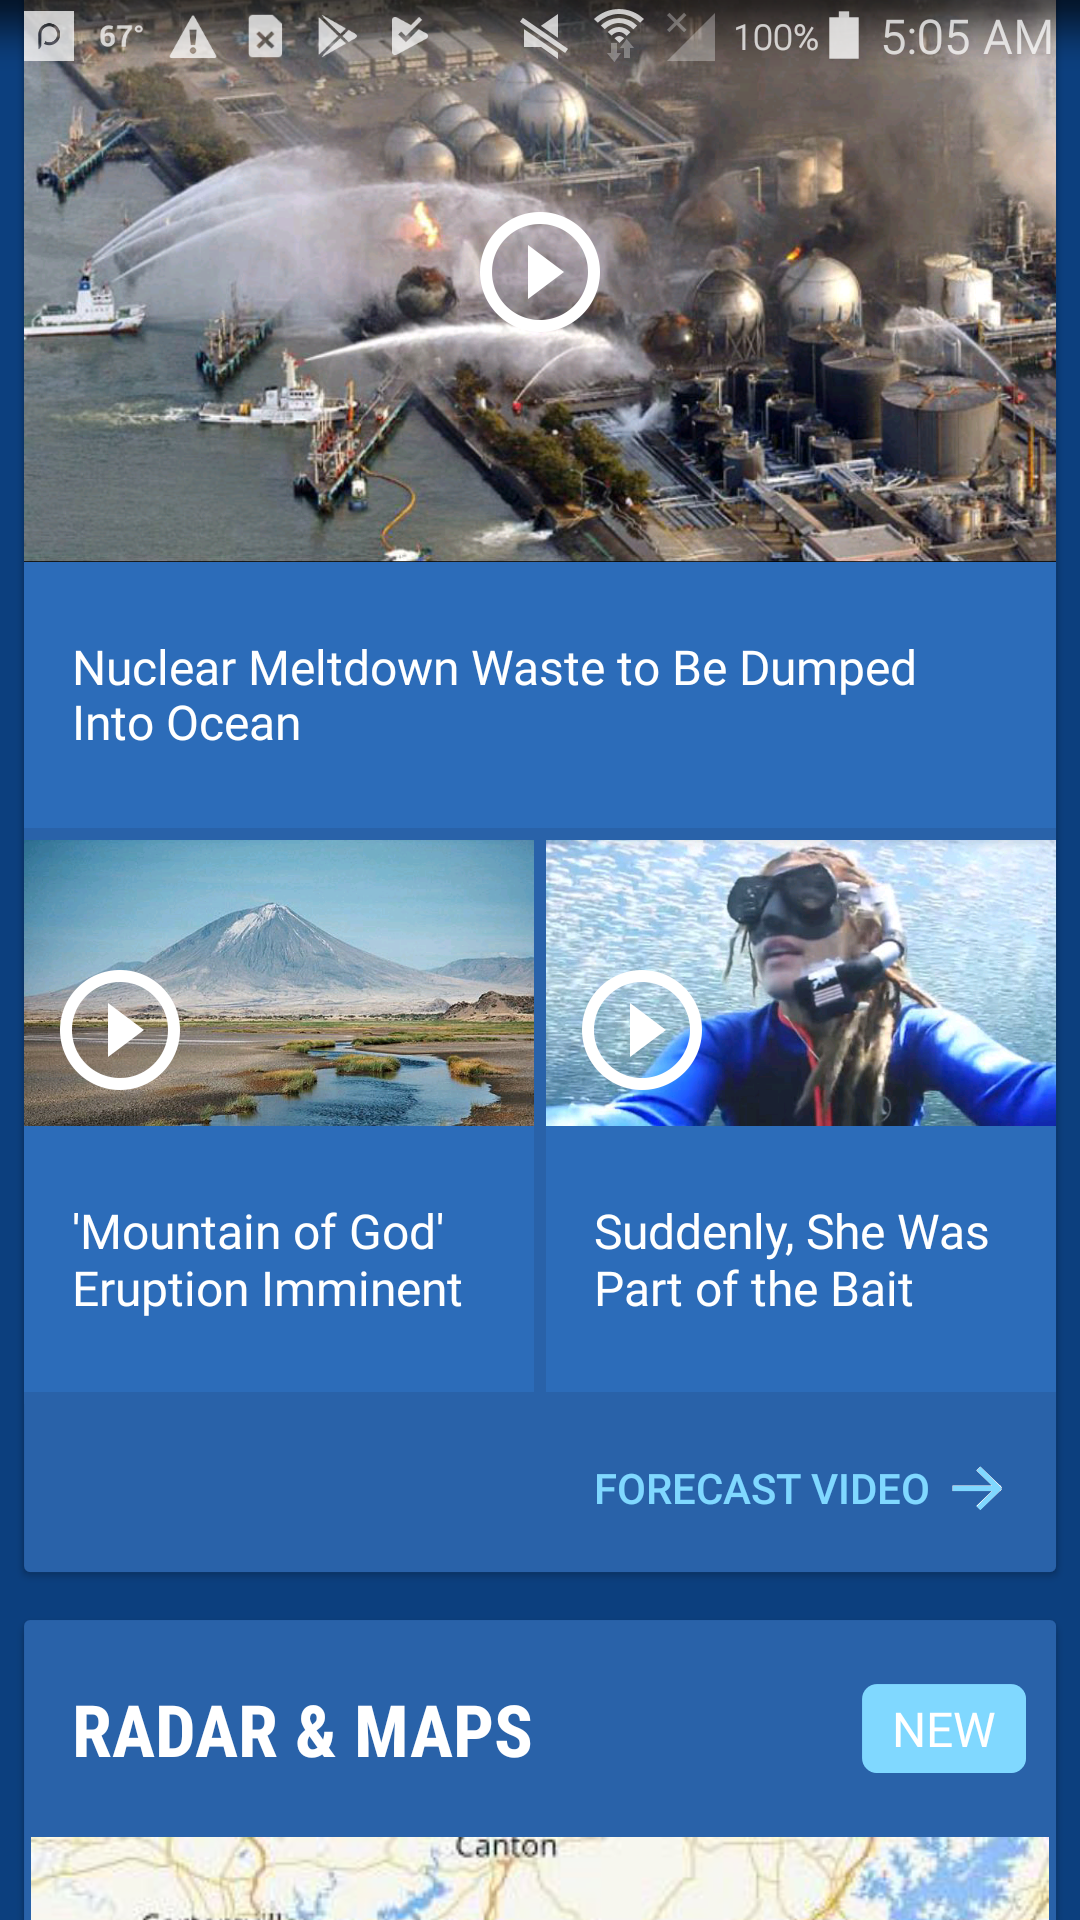 67° 100% 5:05 AM
Nuclear Meltdown Waste to Be Dumped
Into Ocean
'Mountain of God'
Eruption Imminent
Suddenly, She Was
Part of the Bait
FORECAST VIDEO
RADAR & MAPS
NEW
Canton